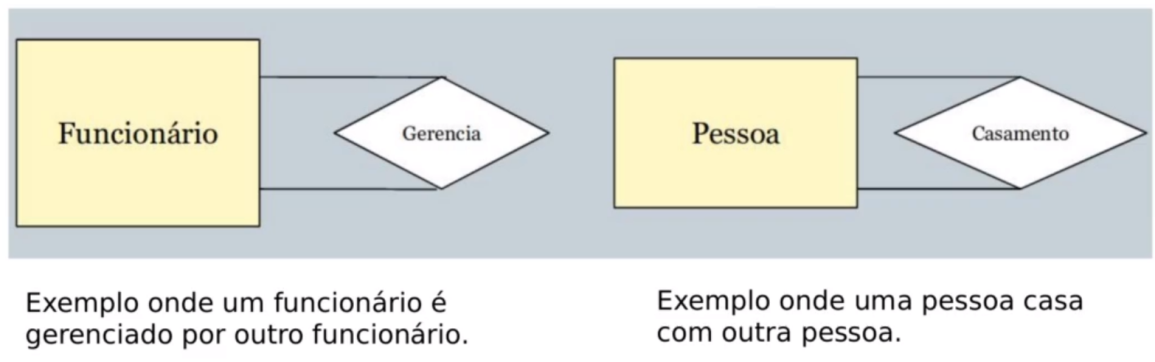 Funcionário
Gerencia
Pessoa
Casamento
Exemplo onde um funcionário é
gerenciado por outro funcionário.
Exemplo onde uma pessoa casa
com outra pessoa.